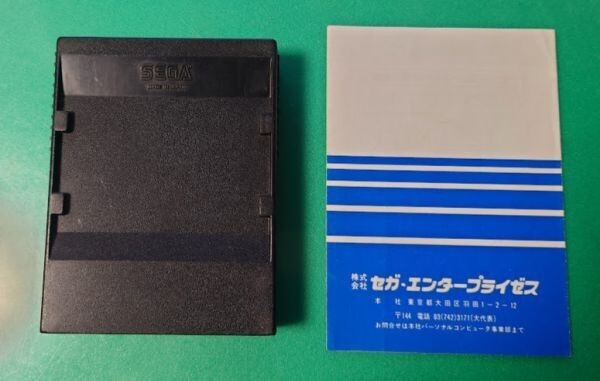 SEGA
株式会社 セガ・エンタープライゼス
本 社 東京都大田区羽田1-2-12
〒144 電話 03(742)3171(大代表)
お問合せは本社パーソナルコンピュータ事業部まで